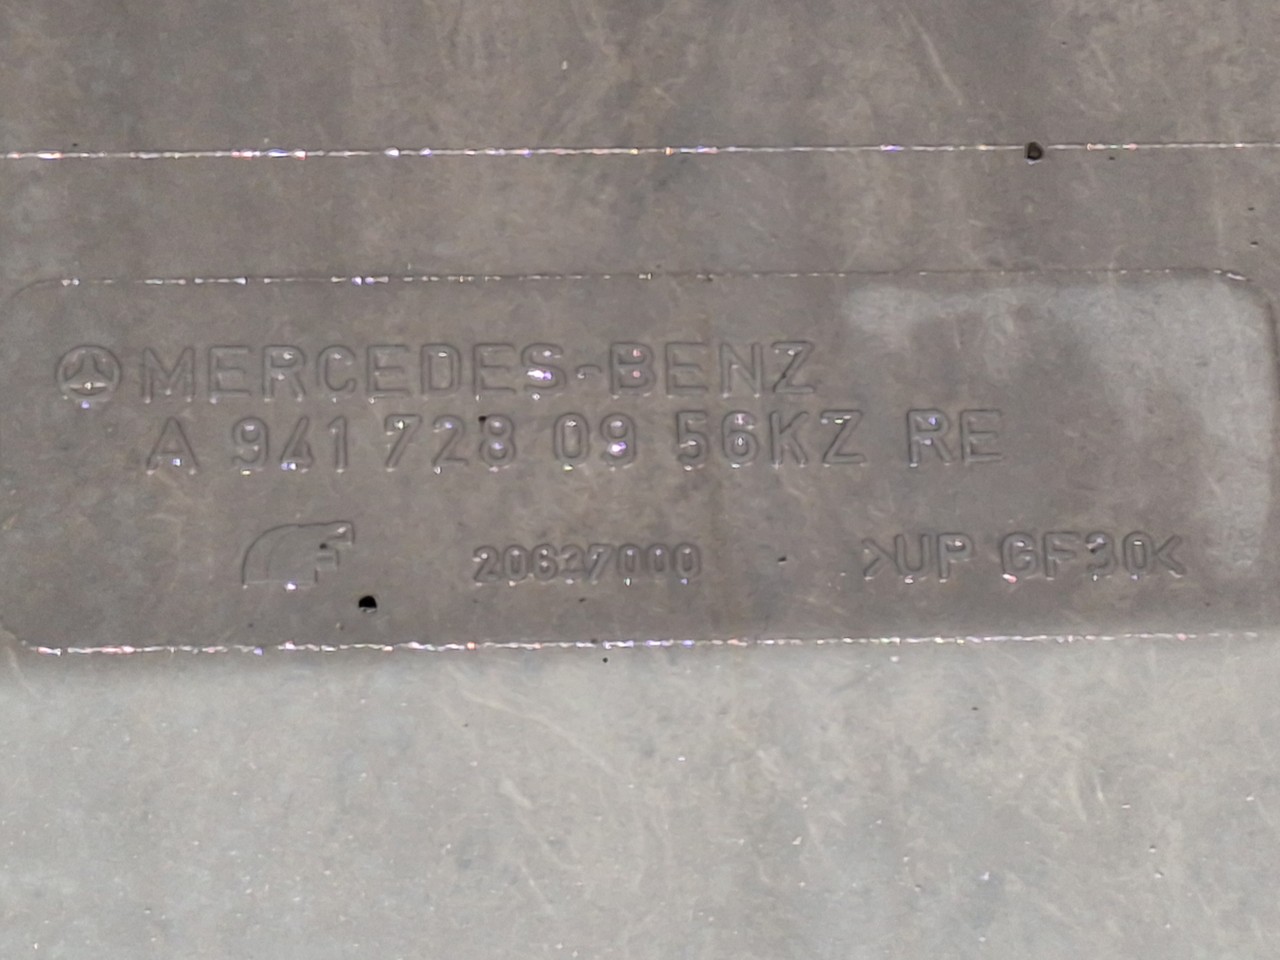 MERCEDES-BENZ
A 941 728 09 56KZ RE
20627000 >UP GF30<